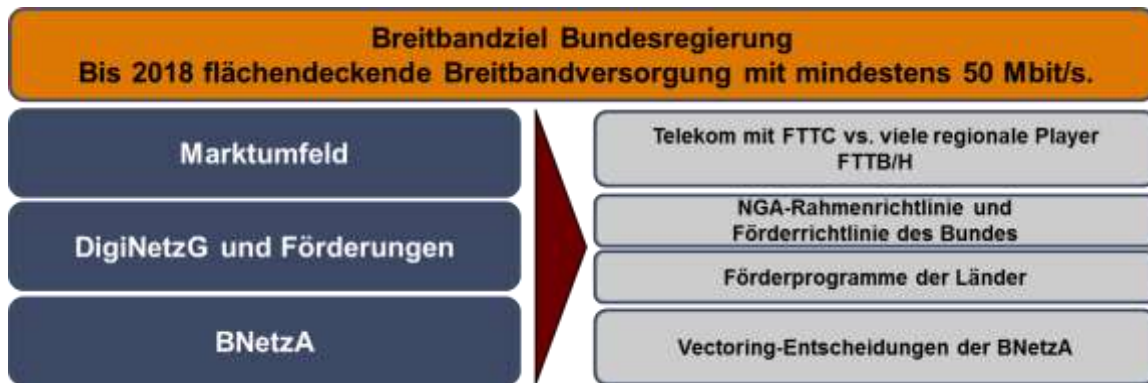 Breitbandziel Bundesregierung
Bis 2018 flächendeckende Breitbandversorgung mit mindestens 50 Mbit/s.
Marktumfeld
Telekom mit FTTC vs. viele regionale Player
FTTB/H
DigiNetzG und Förderungen
NGA-Rahmenrichtlinie und
Förderrichtlinie des Bundes
Förderprogramme der Länder
BNetzA
Vectoring-Entscheidungen der BNetzA